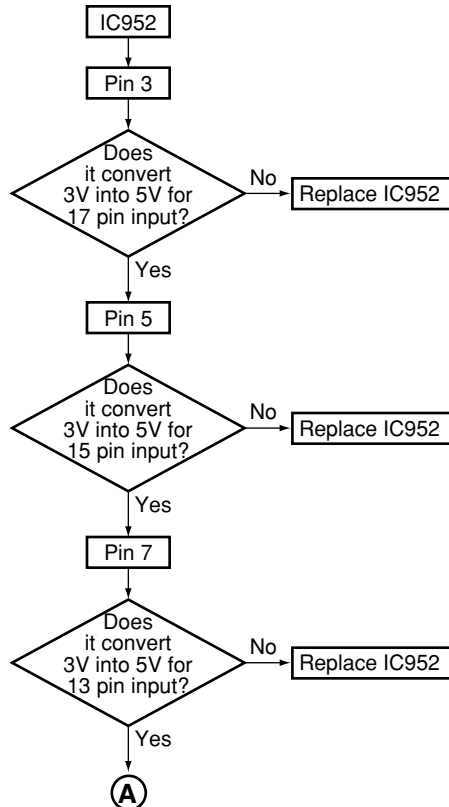 IC952
Pin 3
Does
it convert
3V into 5V for
17 pin input?
No
Replace IC952
Yes
Pin 5
Does
it convert
3V into 5V for
15 pin input?
No
Replace IC952
Yes
Pin 7
Does
it convert
3V into 5V for
13 pin input?
No
Replace IC952
Yes
A